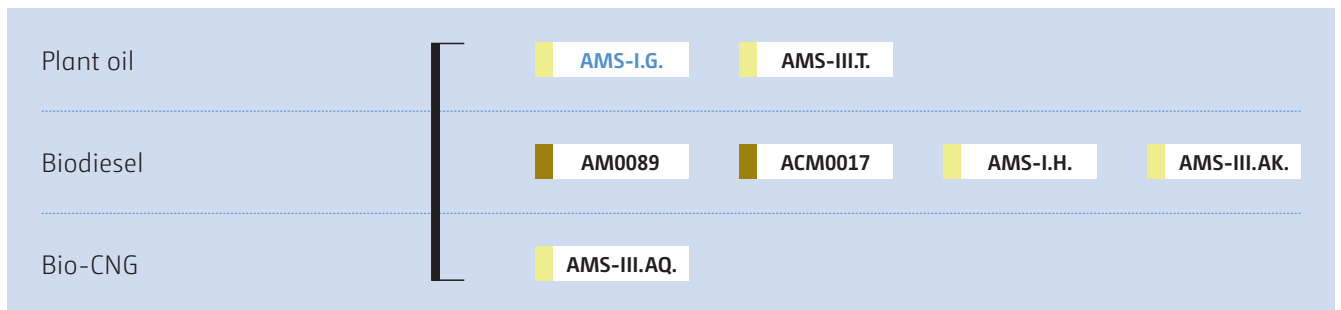 Plant oil AMS-I.G. AMS-III.T.
Biodiesel AM0089 ACM0017 AMS-I.H. AMS-III.AK.
Bio-CNG AMS-III.AQ.